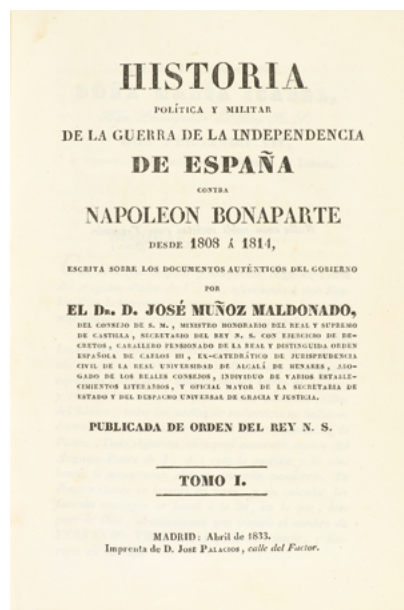 HISTORIA
POLÍTICA Y MILITAR
DE LA GUERRA DE LA INDEPENDENCIA
DE ESPAÑA
CONTRA
NAPOLEON BONAPARTE
DESDE 1808 Á 1814,
ESCRITA SOBRE LOS DOCUMENTOS AUTÉNTICOS DEL GOBIERNO
POR
EL DR. D. JOSÉ MUÑOZ MALDONADO,
DEL CONSEJO DE S. M., MINISTRO HONORARIO DEL REAL Y SUPREMO
DE CASTILLA, SECRETARIO DEL REY N. S. CON EJERCICIO DE DE-
CRETOS, CABALLERO PENSIONADO DE LA REAL Y DISTINGUIDA ORDEN
ESPAÑOLA DE CARLOS III, EX-CATEDRÁTICO DE JURISPRUDENCIA
CIVIL DE LA REAL UNIVERSIDAD DE ALCALÁ DE HENARES, ABO-
GADO DE LOS REALES CONSEJOS, INDIVIDUO DE VARIOS ESTABLE-
CIMIENTOS LITERARIOS, Y OFICIAL MAYOR DE LA SECRETARIA DE
ESTADO Y DEL DESPACHO UNIVERSAL DE GRACIA Y JUSTICIA.
PUBLICADA DE ORDEN DEL REY N. S.
TOMO I.
MADRID: Abril de 1833.
Imprenta de D. JOSÉ PALACIOS, calle del Factor.